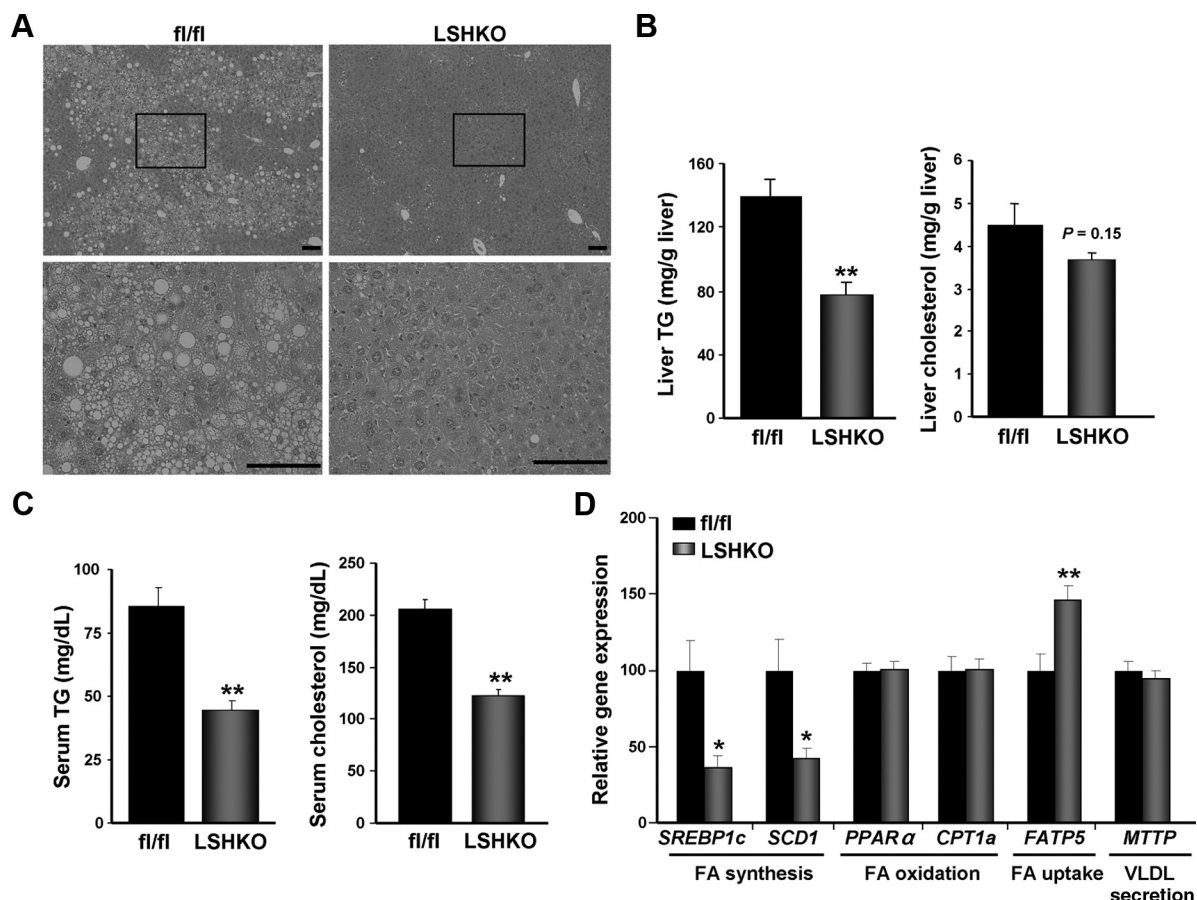 A
fl/fl
LSHKO
B
Liver TG (mg/g liver)
160
120
80
40
0
**
fl/fl
LSHKO
Liver cholesterol (mg/g liver)
6
5
4
3
2
1
0
P = 0.15
fl/fl
LSHKO
C
Serum TG (mg/dL)
100
75
50
25
0
**
fl/fl
LSHKO
Serum cholesterol (mg/dL)
250
200
150
100
50
0
**
fl/fl
LSHKO
D
Relative gene expression
200
150
100
50
0
fl/fl
LSHKO
*
*
**
SREBP1c
SCD1
PPARα
CPT1a
FATP5
MTTP
FA synthesis
FA oxidation
FA uptake
VLDL
secretion